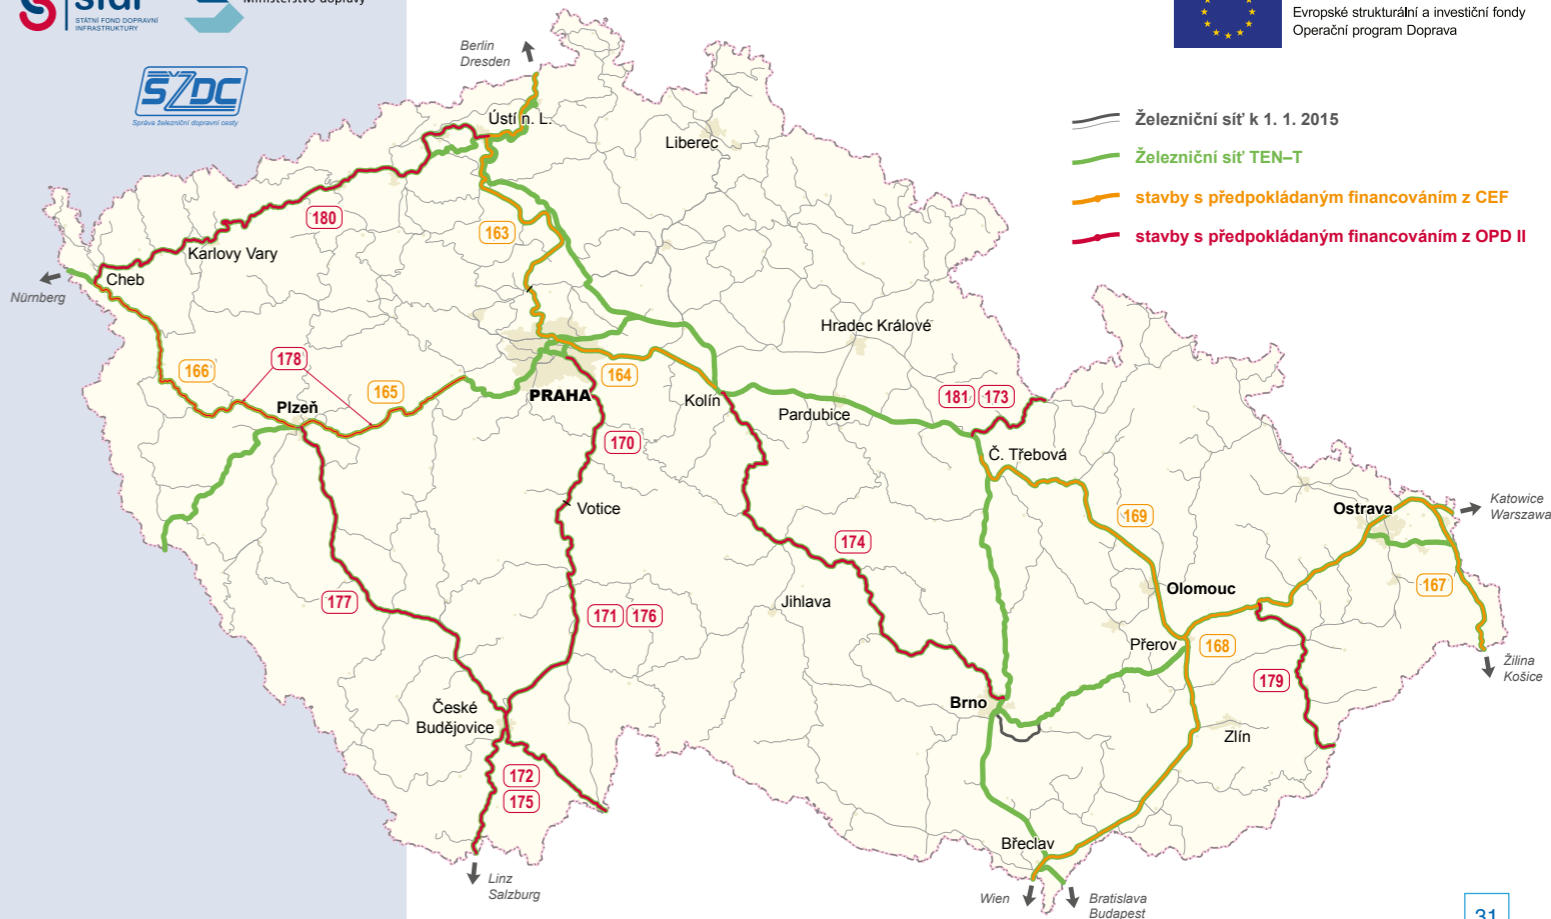 sfdi
STÁTNÍ FOND DOPRAVNÍ
INFRASTRUKTURY
Ministerstvo dopravy
SŽDC
Správa železniční dopravní cesty
Evropské strukturální a investiční fondy
Operační program Doprava
Železniční síť k 1. 1. 2015
Železniční síť TEN–T
stavby s předpokládaným financováním z CEF
stavby s předpokládaným financováním z OPD II
Berlin
Dresden
Ústí n. L.
Liberec
180
163
Karlovy Vary
Cheb
Nürnberg
Hradec Králové
178
166
165
164
PRAHA
Plzeň
Kolín
Pardubice
181
173
170
Č. Třebová
Votice
Ostrava
Katowice
Warszawa
169
174
167
Olomouc
177
171
176
Jihlava
Přerov
168
Žilina
Košice
179
Brno
České
Budějovice
Zlín
172
175
Břeclav
Linz
Salzburg
Wien
Bratislava
Budapest
31